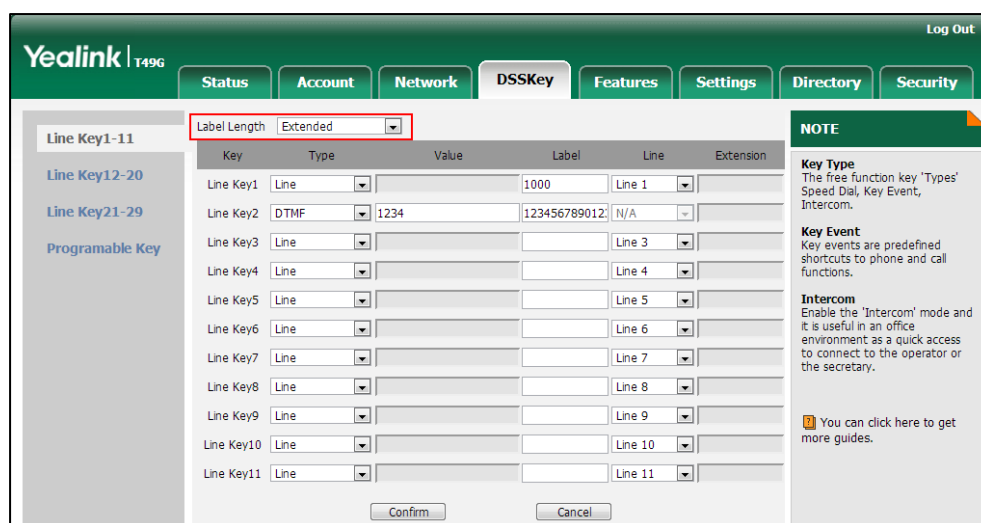 Log Out
Yealink | T49G
Status Account Network DSSKey Features Settings Directory Security
Line Key1-11
Line Key12-20
Line Key21-29
Programable Key
Label Length Extended
Key Type Value Label Line Extension
Line Key1 Line 1000 Line 1
Line Key2 DTMF 1234 123456789012 N/A
Line Key3 Line Line 3
Line Key4 Line Line 4
Line Key5 Line Line 5
Line Key6 Line Line 6
Line Key7 Line Line 7
Line Key8 Line Line 8
Line Key9 Line Line 9
Line Key10 Line Line 10
Line Key11 Line Line 11
Confirm Cancel
NOTE
Key Type
The free function key 'Types'
Speed Dial, Key Event,
Intercom.
Key Event
Key events are predefined
shortcuts to phone and call
functions.
Intercom
Enable the 'Intercom' mode and
it is useful in an office
environment as a quick access
to connect to the operator or
the secretary.
? You can click here to get
more guides.